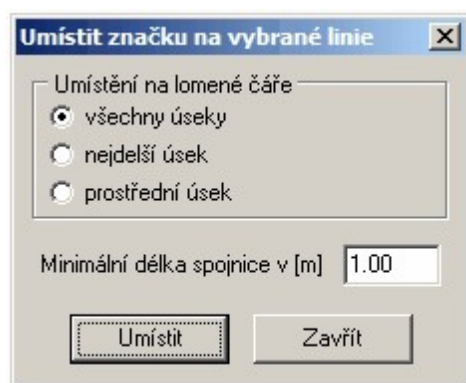 Umístit značku na vybrané linie
Umístění na lomené čáře
všechny úseky
nejdelší úsek
prostřední úsek
Minimální délka spojnice v [m] 1.00
Umístit Zavřít